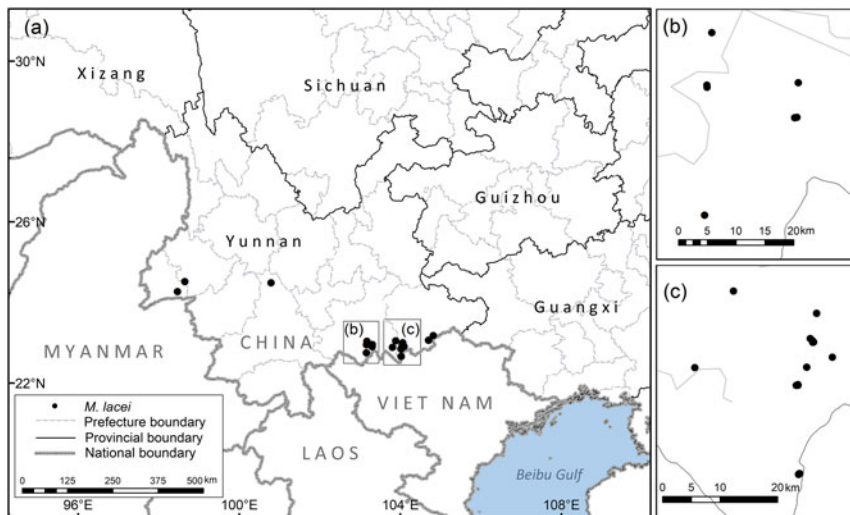 (a)
30°N
Xizang
Sichuan
Guizhou
26°N
Yunnan
Guangxi
(b)
(c)
CHINA
MYANMAR
22°N
VIET NAM
LAOS
Beibu Gulf
M. lacei
Prefecture boundary
Provincial boundary
National boundary
0 125 250 375 500 km
96°E
100°E
104°E
108°E
(b)
0 5 10 15 20 km
(c)
0 10 20 km